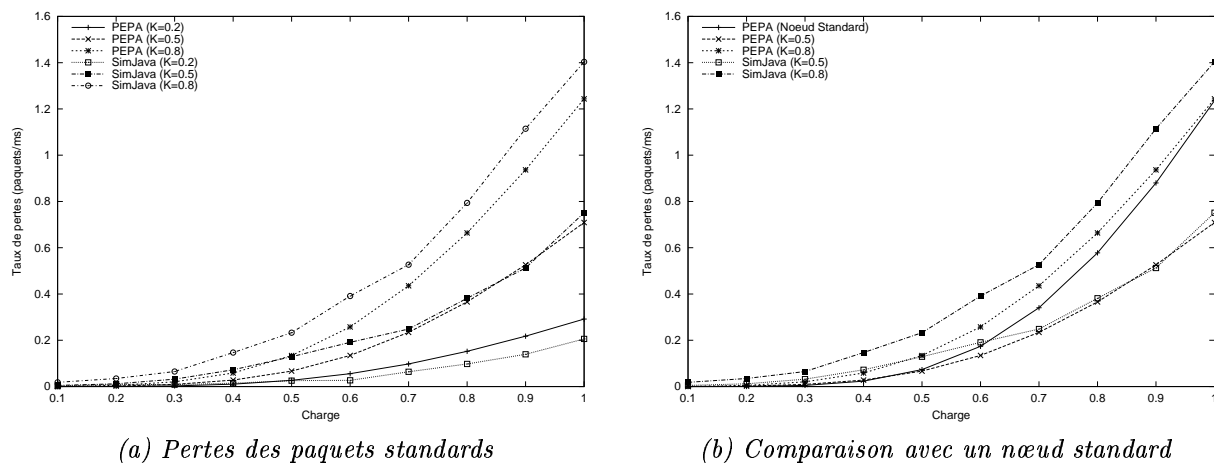 1.6
1.4
1.2
1
0.8
0.6
0.4
0.2
0
Taux de pertes (paquets/ms)
PEPA (K=0.2)
PEPA (K=0.5)
PEPA (K=0.8)
SimJava (K=0.2)
SimJava (K=0.5)
SimJava (K=0.8)
0.1 0.2 0.3 0.4 0.5 0.6 0.7 0.8 0.9 1
Charge
(a) Pertes des paquets standards
1.6
1.4
1.2
1
0.8
0.6
0.4
0.2
0
Taux de pertes (paquets/ms)
PEPA (Noeud Standard)
PEPA (K=0.5)
PEPA (K=0.8)
SimJava (K=0.5)
SimJava (K=0.8)
0.1 0.2 0.3 0.4 0.5 0.6 0.7 0.8 0.9 1
Charge
(b) Comparaison avec un nœud standard